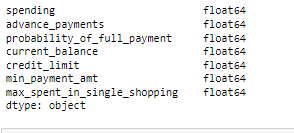 spending float64
advance_payments float64
probability_of_full_payment float64
current_balance float64
credit_limit float64
min_payment_amt float64
max_spent_in_single_shopping float64
dtype: object